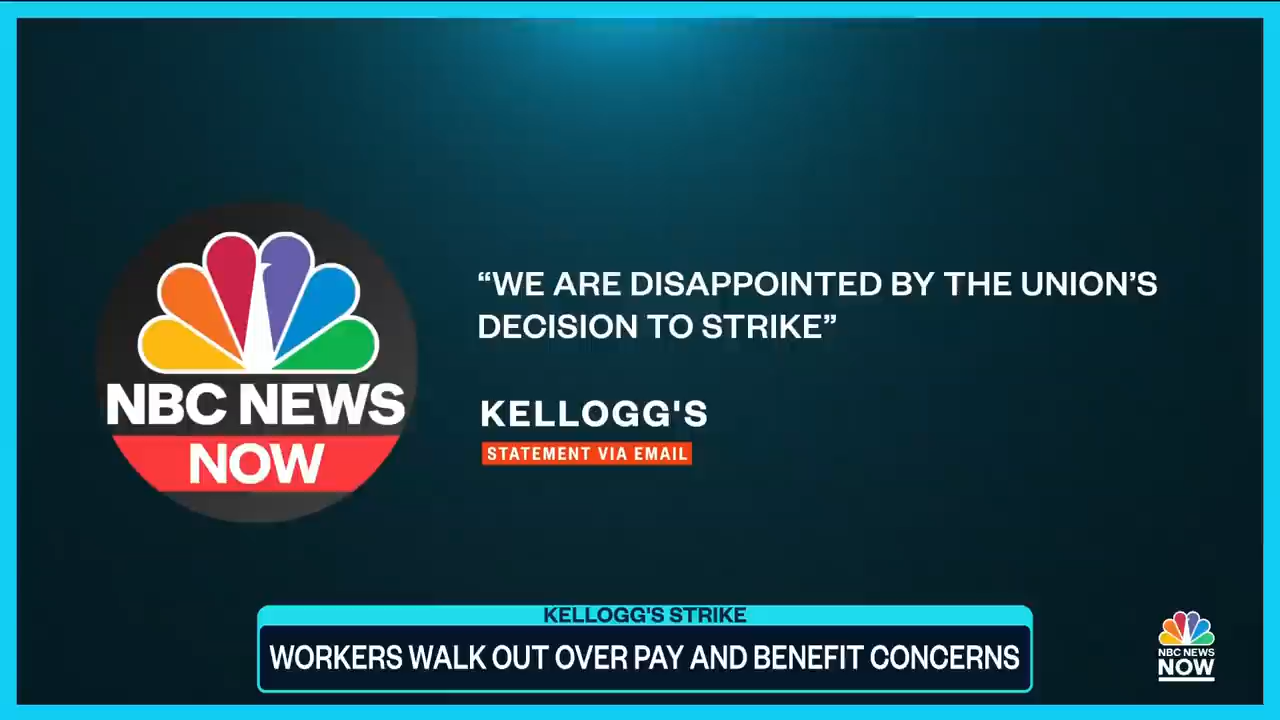 “WE ARE DISAPPOINTED BY THE UNION’S
DECISION TO STRIKE”
KELLOGG'S
STATEMENT VIA EMAIL
NBC NEWS
NOW
KELLOGG'S STRIKE
WORKERS WALK OUT OVER PAY AND BENEFIT CONCERNS
NBC NEWS
NOW